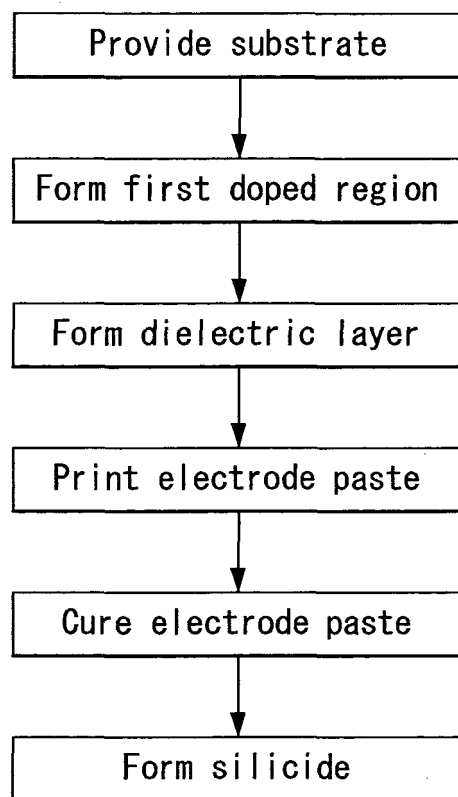 Provide substrate
Form first doped region
Form dielectric layer
Print electrode paste
Cure electrode paste
Form silicide